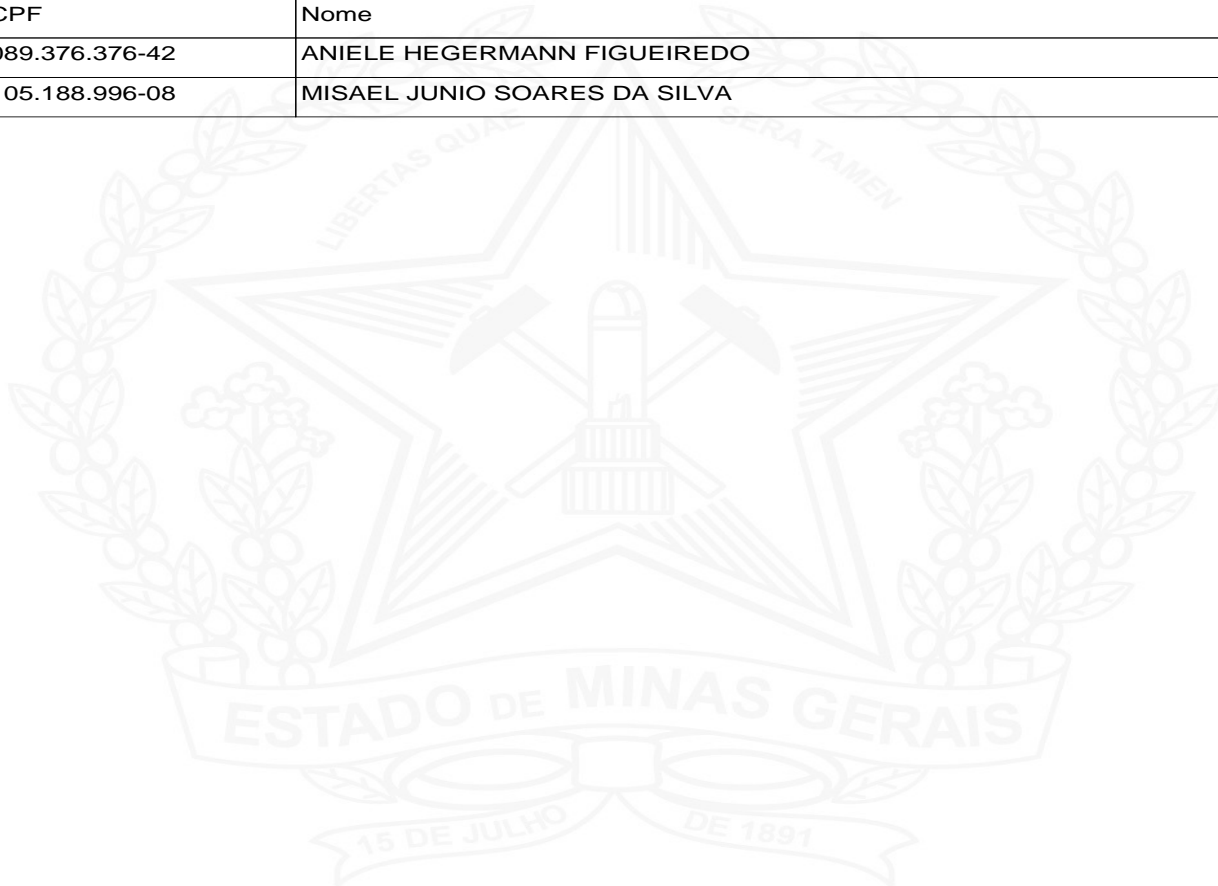 CPF Nome
089.376.376-42 ANIELE HEGERMANN FIGUEIREDO
05.188.996-08 MISAEL JUNIO SOARES DA SILVA
LIBERTAS QUAE SERA TAMEN
ESTADO DE MINAS GERAIS
15 DE JULHO DE 1891